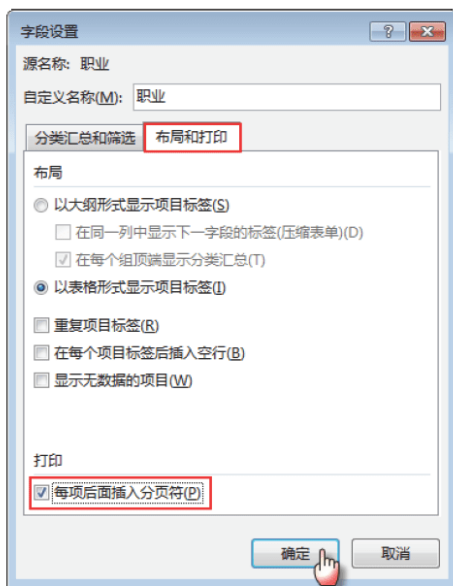 字段设置
源名称: 职业
自定义名称(M): 职业
分类汇总和筛选 布局和打印
布局
以大纲形式显示项目标签(S)
在同一列中显示下一字段的标签(压缩表单)(D)
在每个组顶端显示分类汇总(T)
以表格形式显示项目标签(I)
重复项目标签(R)
在每个项目标签后插入空行(B)
显示无数据的项目(W)
打印
每项后面插入分页符(P)
确定 取消